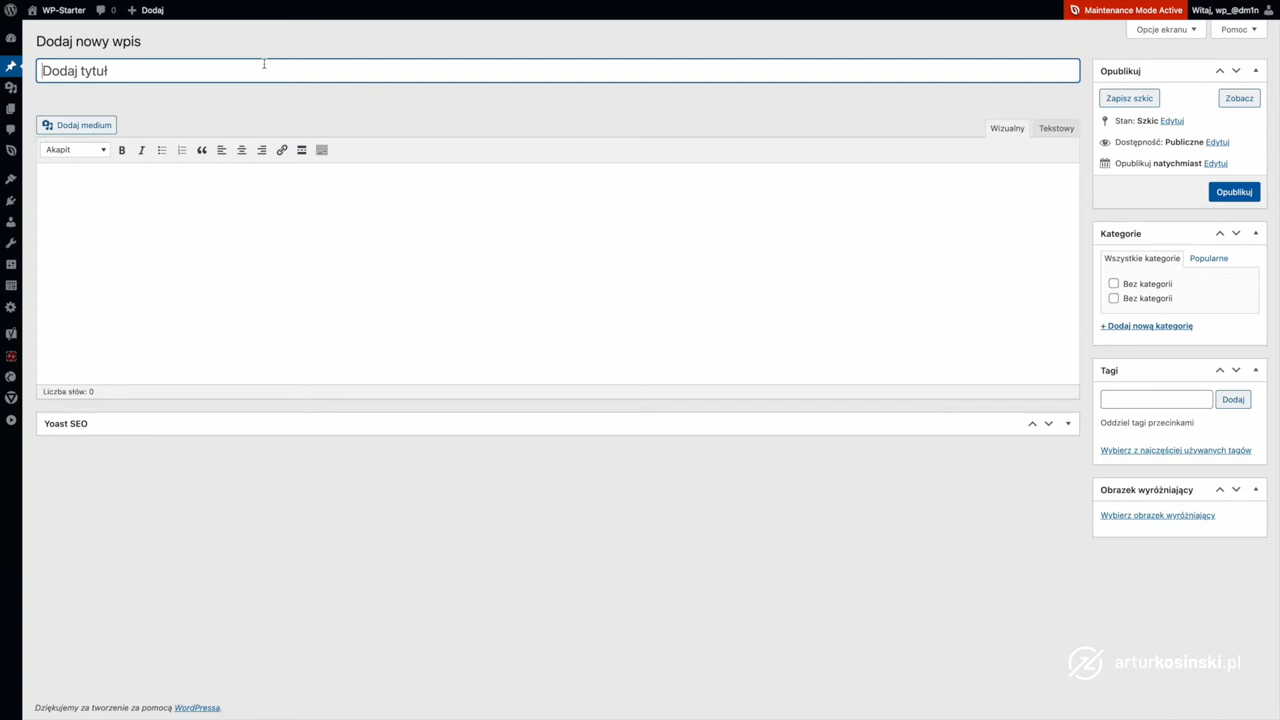 WP-Starter
0
Dodaj
Maintenance Mode Active
Witaj, wp_@dm1n
Dodaj nowy wpis
Opcje ekranu
Pomoc
Dodaj tytuł
Dodaj medium
Wizualny
Tekstowy
Akapit
B
I
Liczba słów: 0
Yoast SEO
Opublikuj
Zapisz szkic
Zobacz
Stan: Szkic Edytuj
Dostępność: Publiczne Edytuj
Opublikuj natychmiast Edytuj
Opublikuj
Kategorie
Wszystkie kategorie
Popularne
Bez kategorii
Bez kategorii
+ Dodaj nową kategorię
Tagi
Dodaj
Oddziel tagi przecinkami
Wybierz z najczęściej używanych tagów
Obrazek wyróżniający
Wybierz obrazek wyróżniający
arturkosinski.pl
Dziękujemy za tworzenie za pomocą WordPressa.